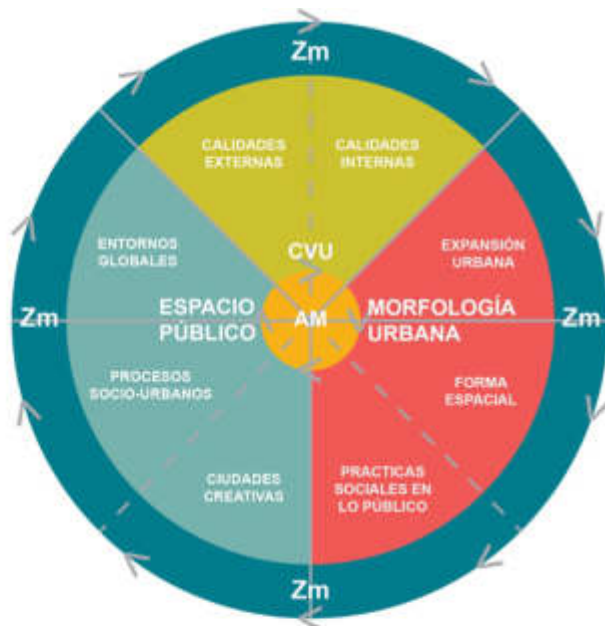 Zm
CALIDADES
EXTERNAS
CALIDADES
INTERNAS
CVU
ENTORNOS
GLOBALES
EXPANSIÓN
URBANA
ESPACIO
PÚBLICO
AM
MORFOLOGÍA
URBANA
Zm
Zm
PROCESOS
SOCIO-URBANOS
FORMA
ESPACIAL
CIUDADES
CREATIVAS
PRACTICAS
SOCIALES EN
LO PÚBLICO
Zm